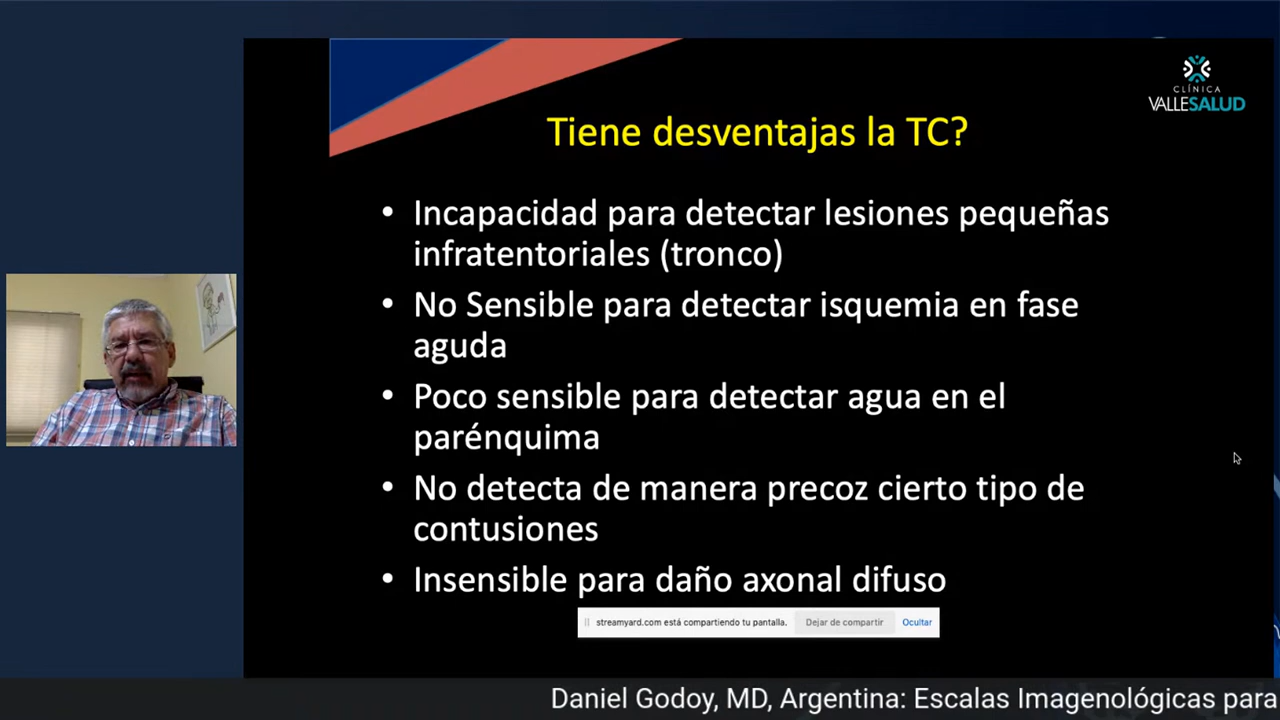 CLÍNICA
VALLESALUD
Tiene desventajas la TC?
• Incapacidad para detectar lesiones pequeñas
infratentoriales (tronco)
• No Sensible para detectar isquemia en fase
aguda
• Poco sensible para detectar agua en el
parénquima
• No detecta de manera precoz cierto tipo de
contusiones
• Insensible para daño axonal difuso
streamyard.com está compartiendo tu pantalla. Dejar de compartir Ocultar
Daniel Godoy, MD, Argentina: Escalas Imagenológicas para